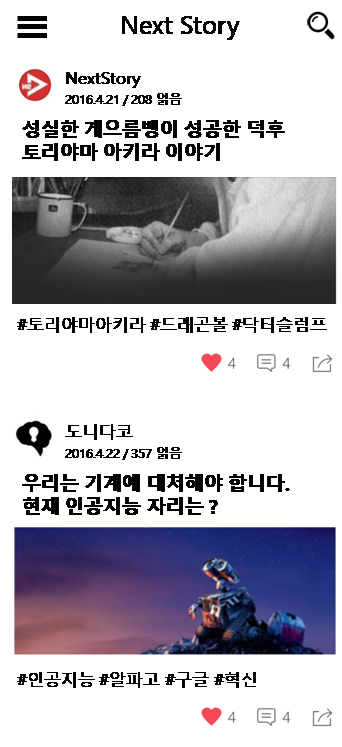 Next Story
NextStory
2016.4.21 / 208 읽음
성실한 게으름뱅이 성공한 덕후
토리야마 아키라 이야기
#토리야마아키라 #드래곤볼 #닥터슬럼프
4 4
도니다코
2016.4.22 / 357 읽음
우리는 기계에 대처해야 합니다.
현재 인공지능 자리는 ?
#인공지능 #알파고 #구글 #혁신
4 4